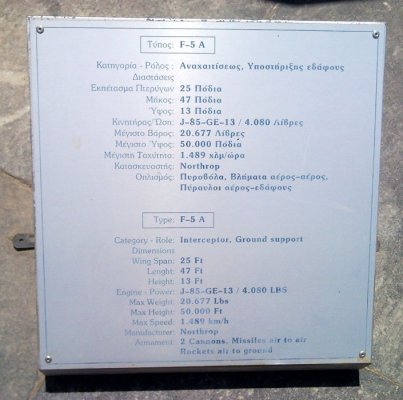 Τύπος: F-5 A
Κατηγορία - Ρόλος: Αναχαιτίσεως, Υποστήριξης εδάφους
Διαστάσεις
Εκπέτασμα Πτερύγων 25 Πόδια
Μήκος: 47 Πόδια
Ύψος: 13 Πόδια
Κινητήρας/Ώση: J-85-GE-13 / 4.080 Λίβρες
Μέγιστο Βάρος: 20.677 Λίβρες
Μέγιστο Ύψος: 50.000 Πόδια
Μέγιστη Ταχύτητα: 1.489 χλμ/ώρα
Κατασκευαστής: Northrop
Οπλισμός: Πυροβόλα, Βλήματα αέρος-αέρος,
Πύραυλοι αέρος-εδάφους
Type: F-5 A
Category - Role: Interceptor, Ground support
Dimensions
Wing Span: 25 Ft
Lenght: 47 Ft
Height: 13 Ft
Engine - Power: J-85-GE-13 / 4.080 LBS
Max Weight: 20.677 Lbs
Max Height: 50.000 Ft
Max Speed: 1.489 km/h
Manufacturer: Northrop
Armament: 2 Cannons, Missiles air to air
Rockets air to ground